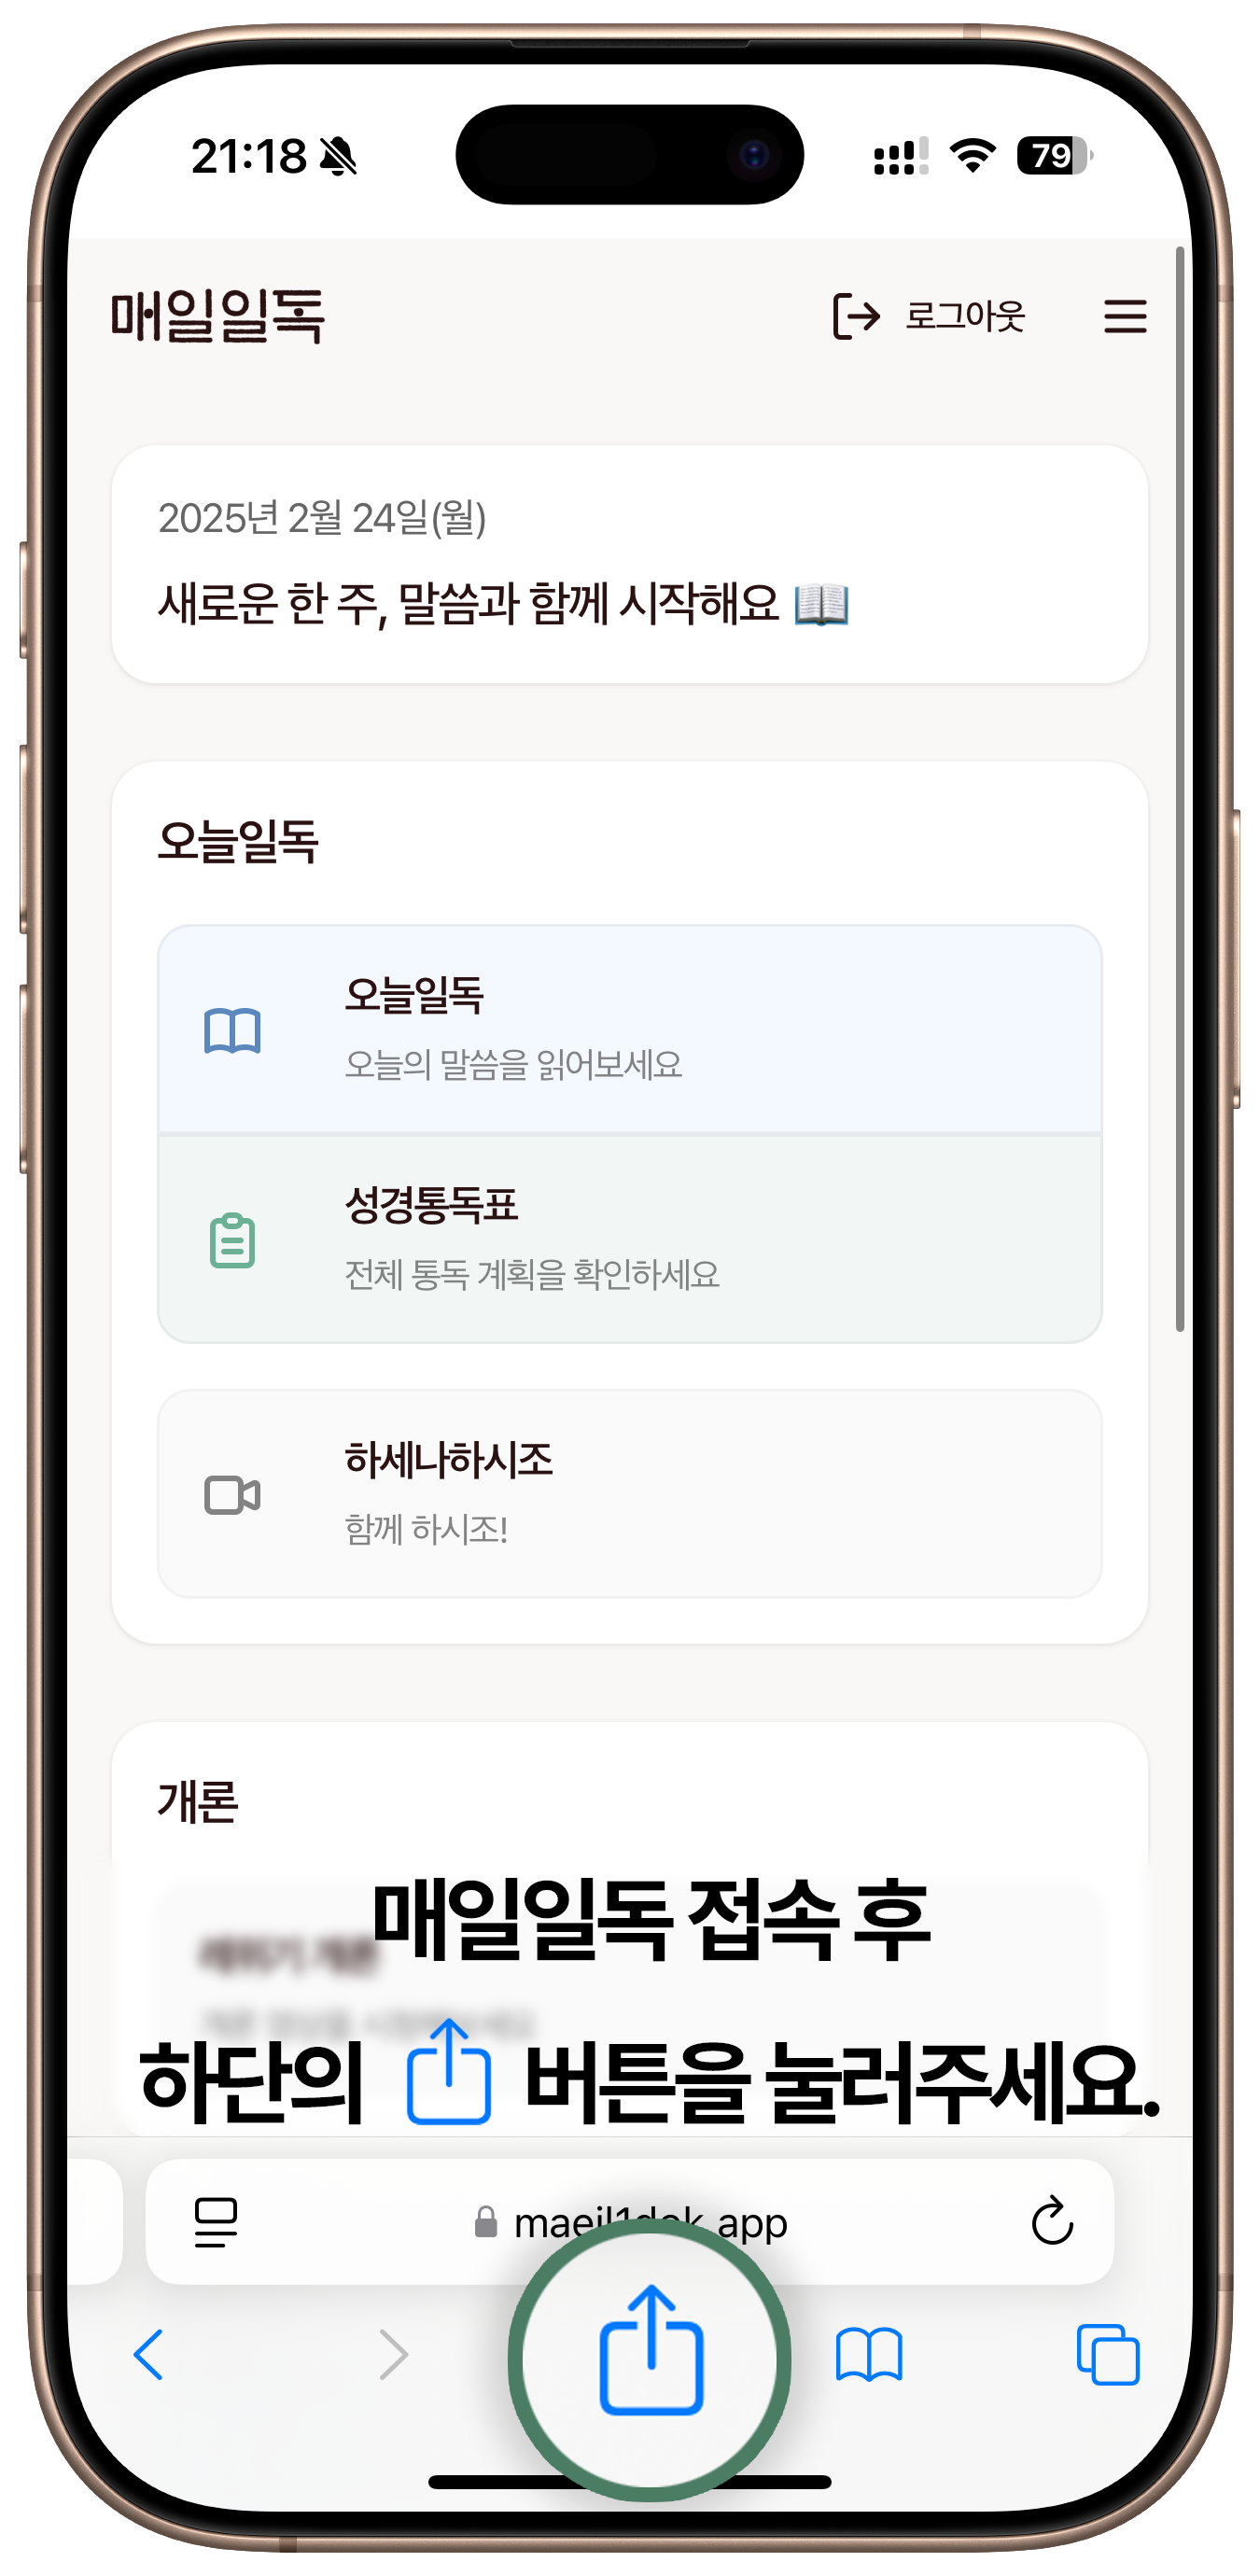 21:18
79
매일일독
로그아웃
2025년 2월 24일(월)
새로운 한 주, 말씀과 함께 시작해요 📖
오늘일독
오늘일독
오늘의 말씀을 읽어보세요
성경통독표
전체 통독 계획을 확인하세요
하세나하시조
함께 하시조!
개론
레위기 개론
매일일독 접속 후
하단의 버튼을 눌러주세요.
maeil1dok.app